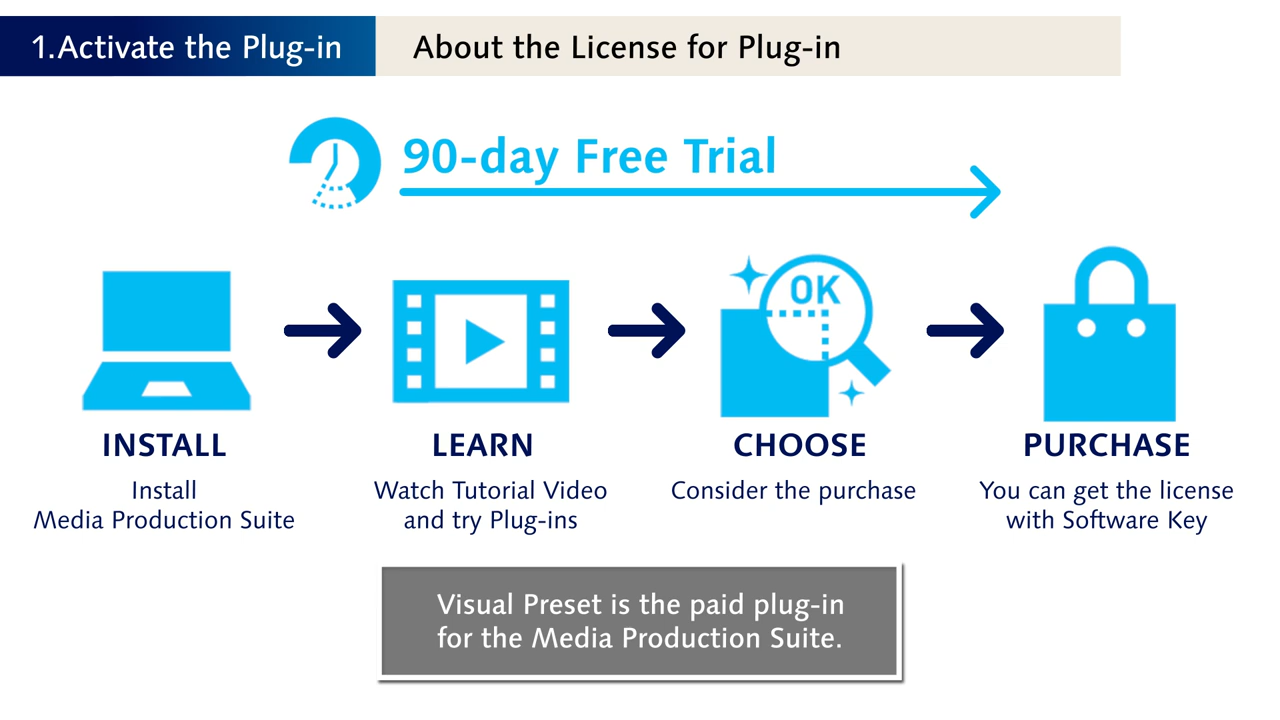 1.Activate the Plug-in
About the License for Plug-in
90-day Free Trial
OK
INSTALL
Install
Media Production Suite
LEARN
Watch Tutorial Video
and try Plug-ins
CHOOSE
Consider the purchase
PURCHASE
You can get the license
with Software Key
Visual Preset is the paid plug-in
for the Media Production Suite.